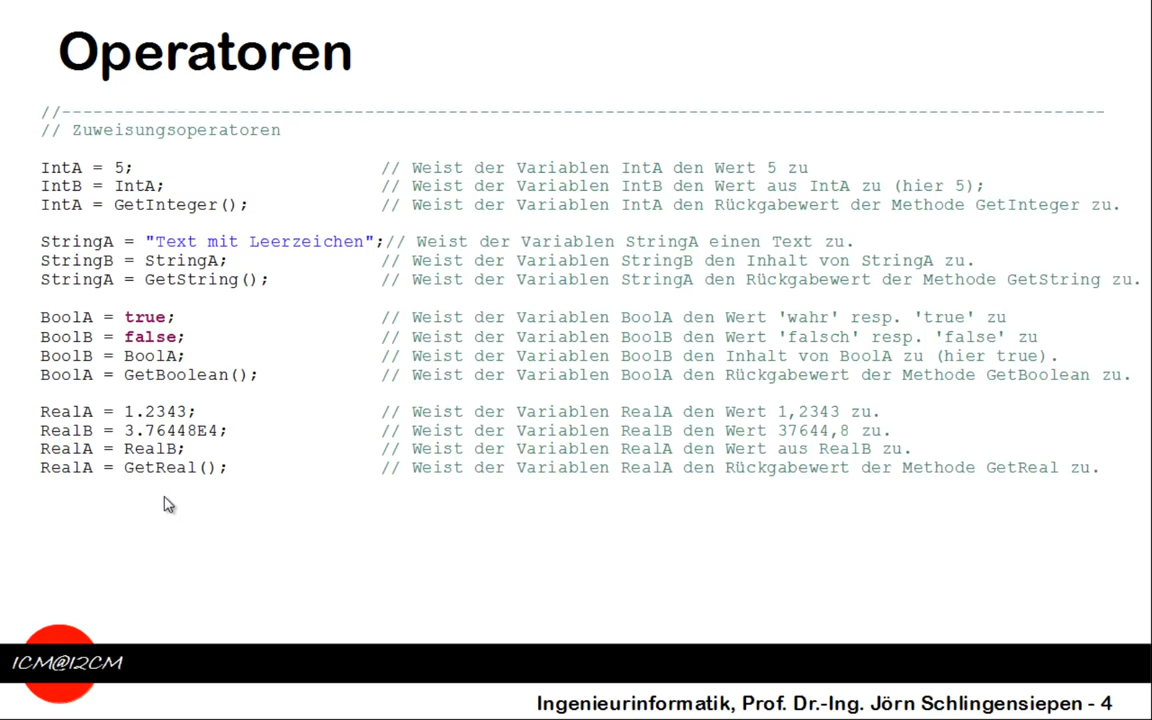 Operatoren
//----------------------------------------------------------------------------------------------------
// Zuweisungsoperatoren
IntA = 5; // Weist der Variablen IntA den Wert 5 zu
IntB = IntA; // Weist der Variablen IntB den Wert aus IntA zu (hier 5);
IntA = GetInteger(); // Weist der Variablen IntA den Rückgabewert der Methode GetInteger zu.
StringA = "Text mit Leerzeichen";// Weist der Variablen StringA einen Text zu.
StringB = StringA; // Weist der Variablen StringB den Inhalt von StringA zu.
StringA = GetString(); // Weist der Variablen StringA den Rückgabewert der Methode GetString zu.
BoolA = true; // Weist der Variablen BoolA den Wert 'wahr' resp. 'true' zu
BoolB = false; // Weist der Variablen BoolB den Wert 'falsch' resp. 'false' zu
BoolB = BoolA; // Weist der Variablen BoolB den Inhalt von BoolA zu (hier true).
BoolA = GetBoolean(); // Weist der Variablen BoolA den Rückgabewert der Methode GetBoolean zu.
RealA = 1.2343; // Weist der Variablen RealA den Wert 1,2343 zu.
RealB = 3.76448E4; // Weist der Variablen RealB den Wert 37644,8 zu.
RealA = RealB; // Weist der Variablen RealA den Wert aus RealB zu.
RealA = GetReal(); // Weist der Variablen RealA den Rückgabewert der Methode GetReal zu.
1CM@12CM
Ingenieurinformatik, Prof. Dr.-Ing. Jörn Schlingensiepen - 4